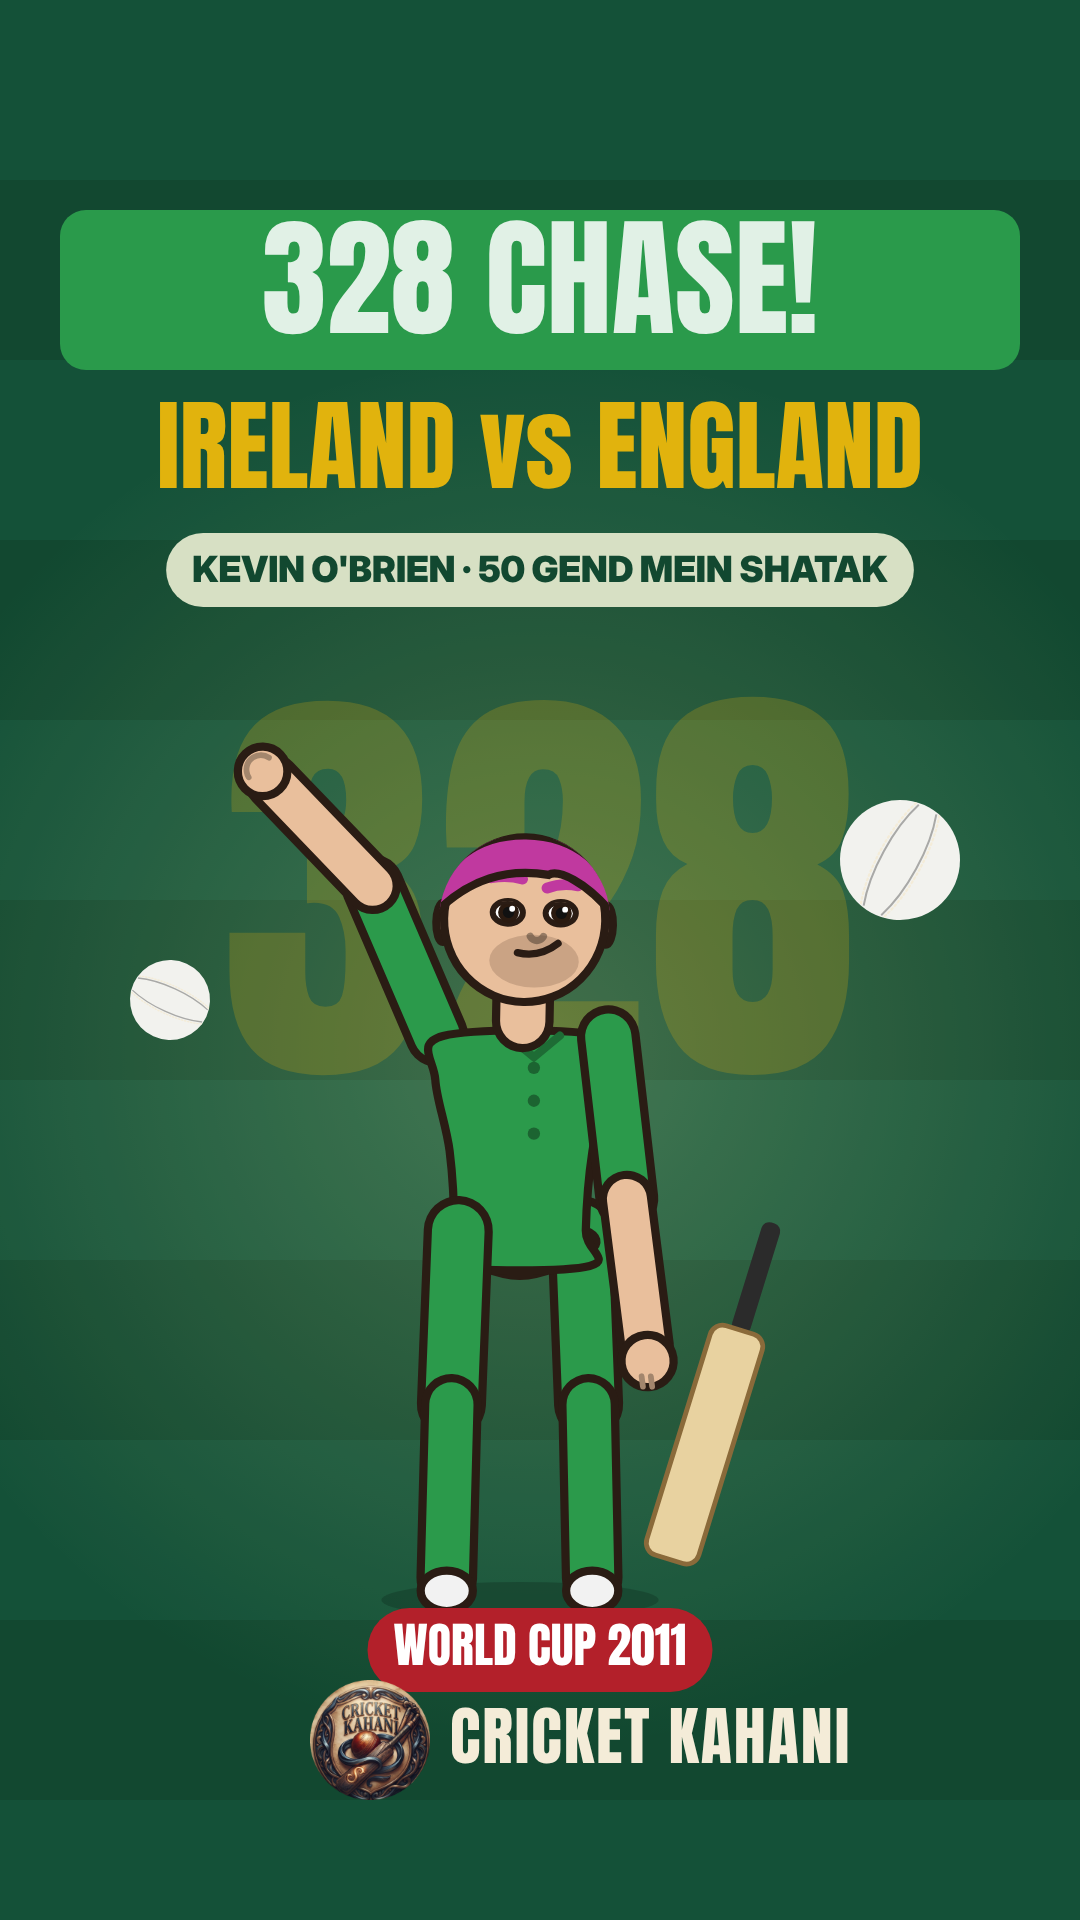 328 CHASE!
IRELAND vs ENGLAND
KEVIN O'BRIEN · 50 GEND MEIN SHATAK
328
WORLD CUP 2011
CRICKET
KAHANI
CRICKET KAHANI